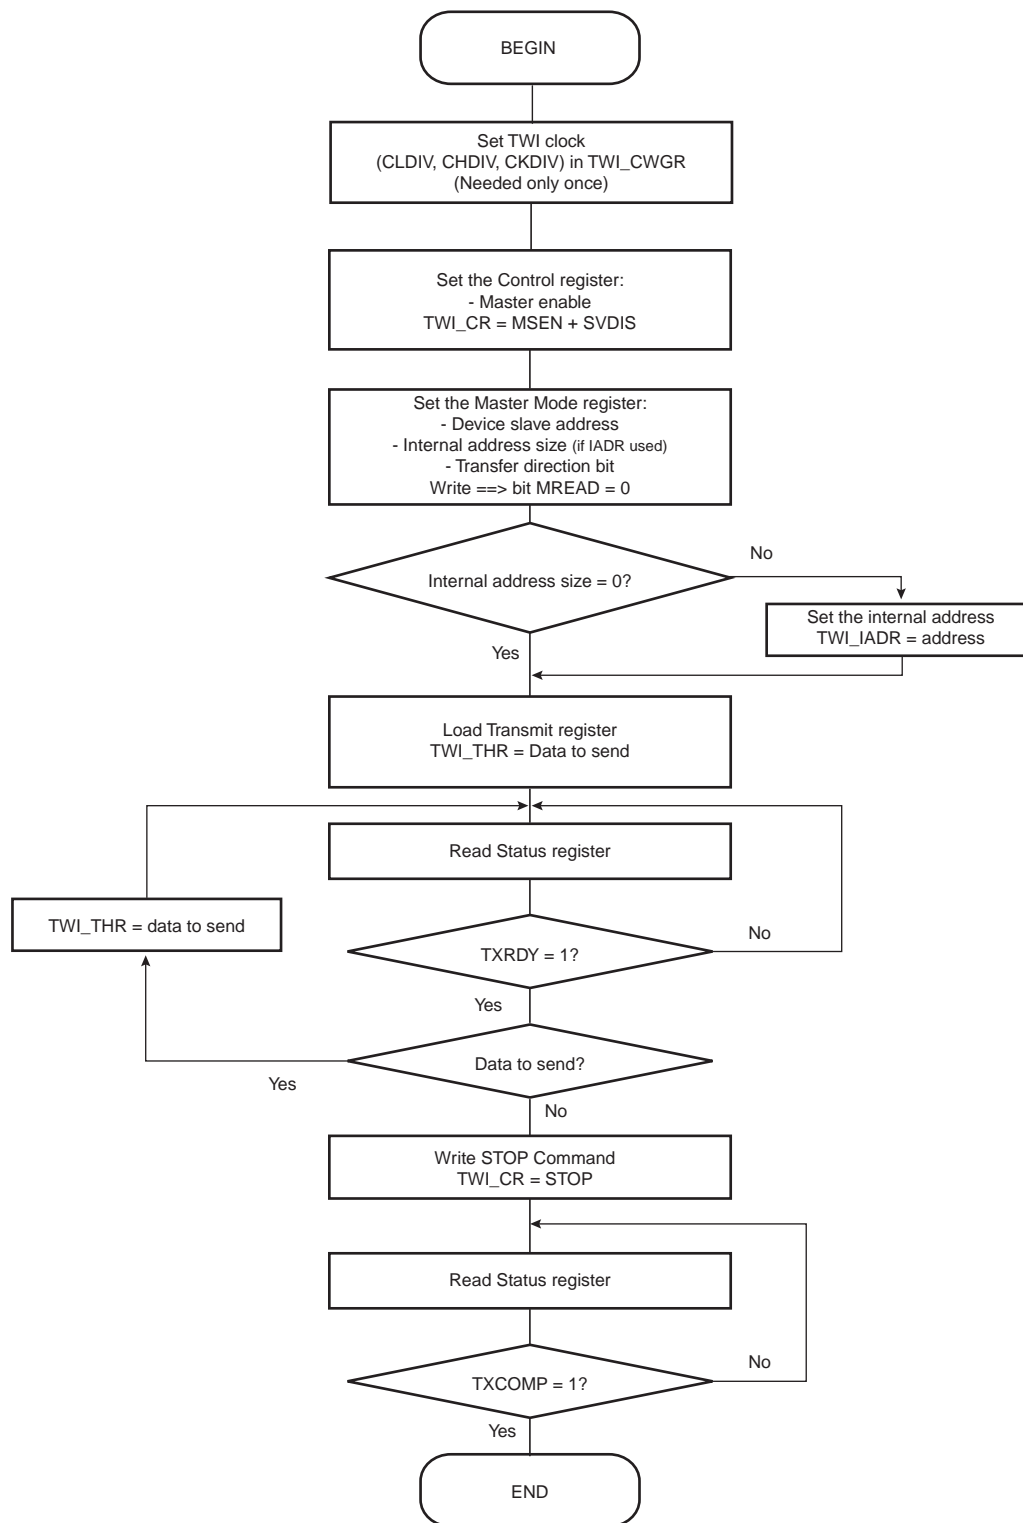 BEGIN
Set TWI clock
(CLDIV, CHDIV, CKDIV) in TWI_CWGR
(Needed only once)
Set the Control register:
- Master enable
TWI_CR = MSEN + SVDIS
Set the Master Mode register:
- Device slave address
- Internal address size (if IADR used)
- Transfer direction bit
Write ==> bit MREAD = 0
No
Internal address size = 0?
Set the internal address
TWI_IADR = address
Yes
Load Transmit register
TWI_THR = Data to send
Read Status register
TWI_THR = data to send
No
TXRDY = 1?
Yes
Data to send?
Yes
No
Write STOP Command
TWI_CR = STOP
Read Status register
No
TXCOMP = 1?
Yes
END